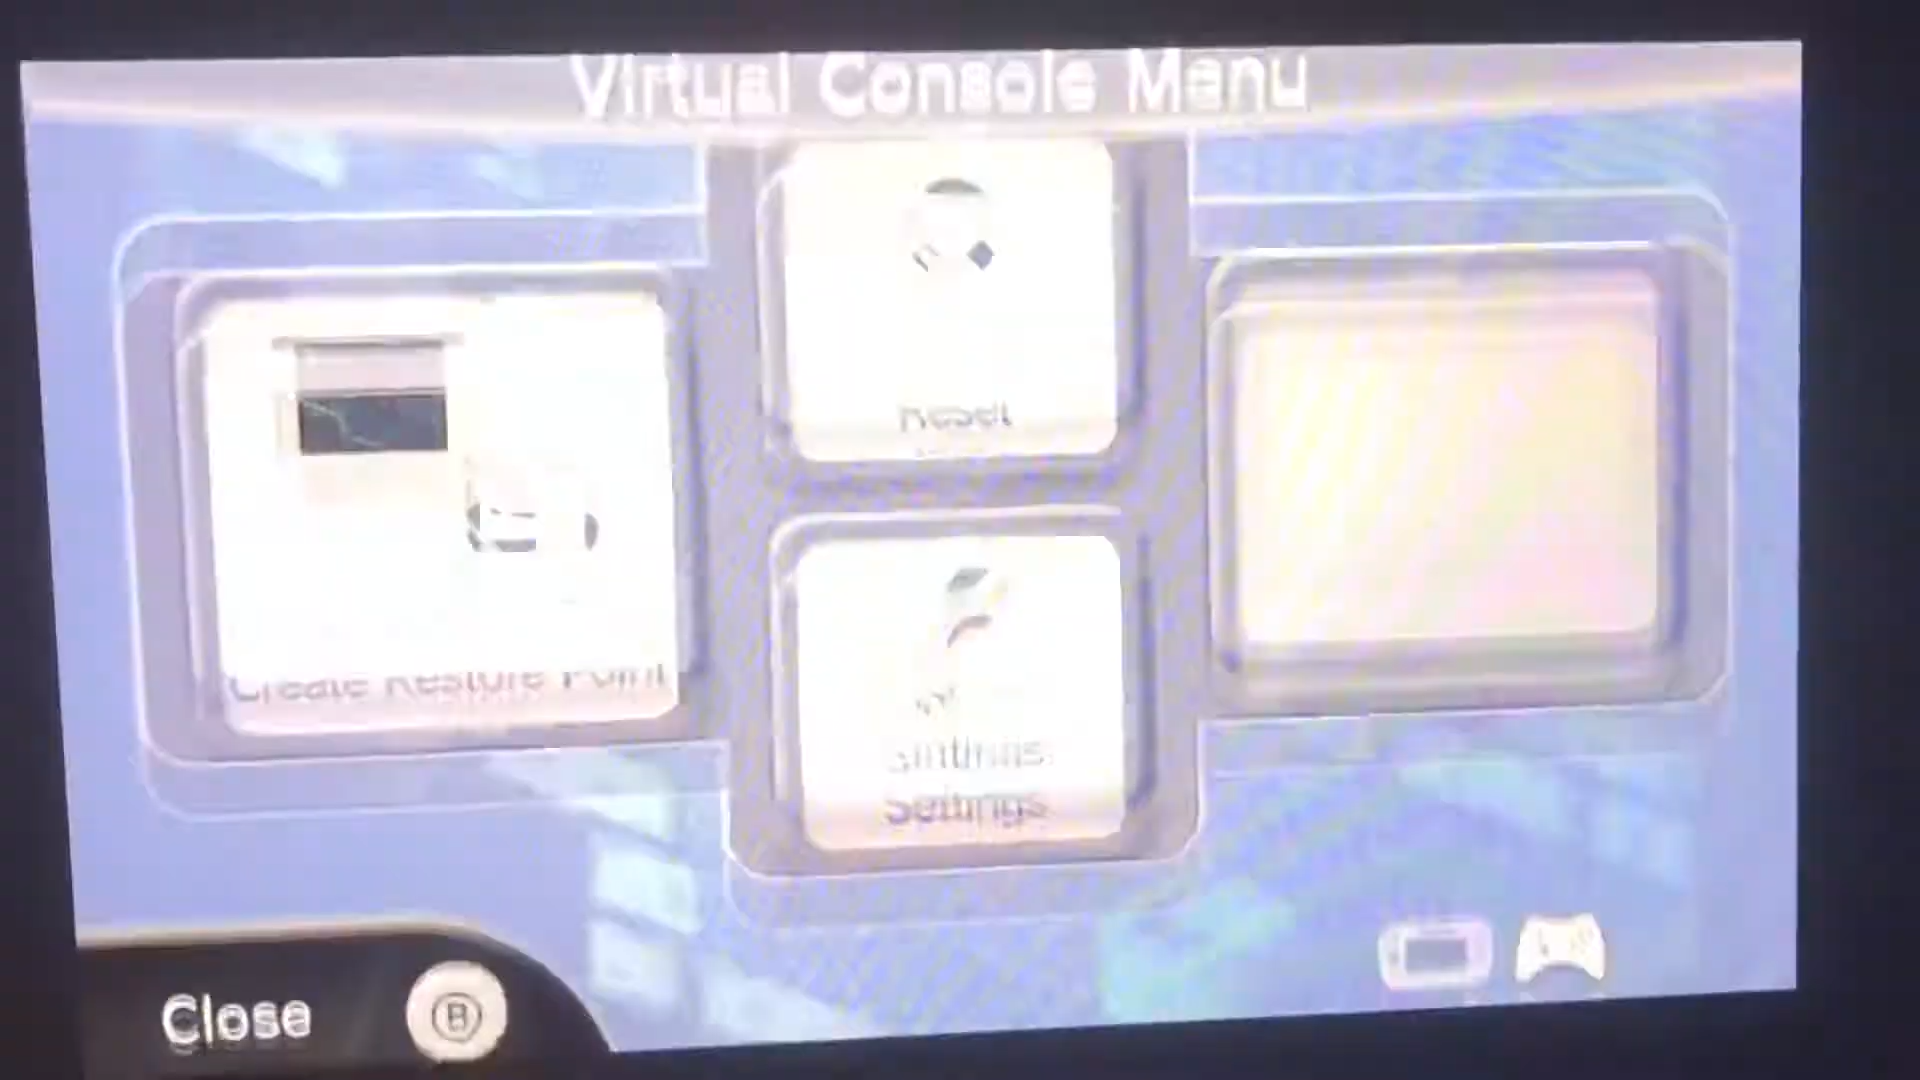 Virtual Console Menu
Reset
Create Restore Point
Settings
Close B